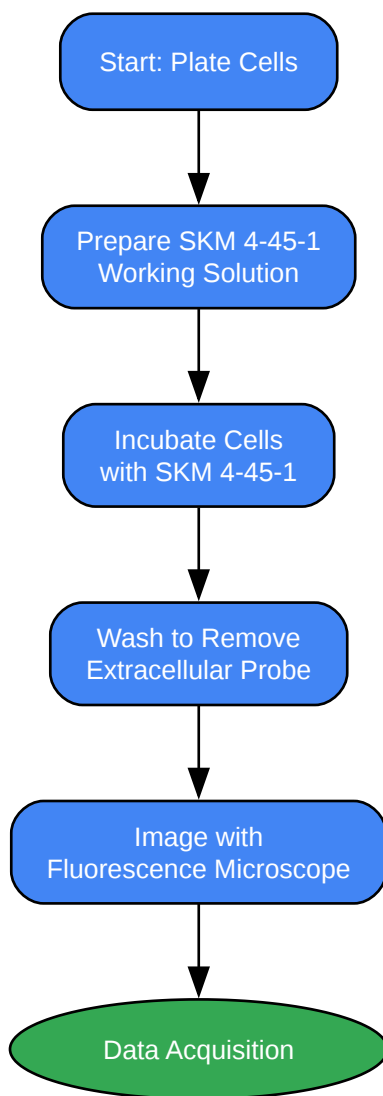 Start: Plate Cells
Prepare SKM 4-45-1
Working Solution
Incubate Cells
with SKM 4-45-1
Wash to Remove
Extracellular Probe
Image with
Fluorescence Microscope
Data Acquisition